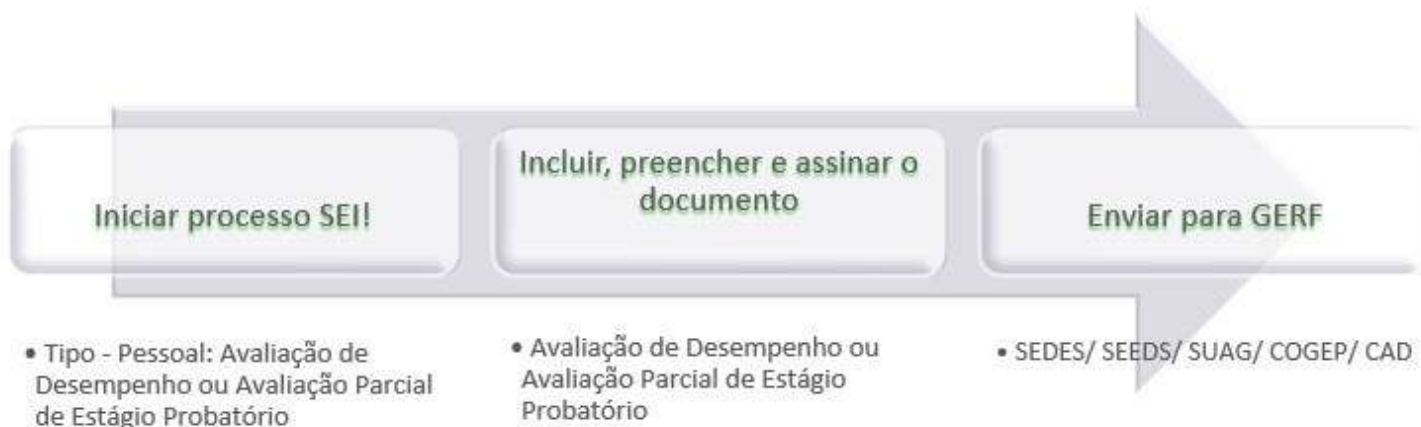 Iniciar processo SEI!
• Tipo - Pessoal: Avaliação de
Desempenho ou Avaliação Parcial
de Estágio Probatório
Incluir, preencher e assinar o
documento
• Avaliação de Desempenho ou
Avaliação Parcial de Estágio
Probatório
Enviar para GERF
• SEDES/ SEEDS/ SUAG/ COGEP/ CAD